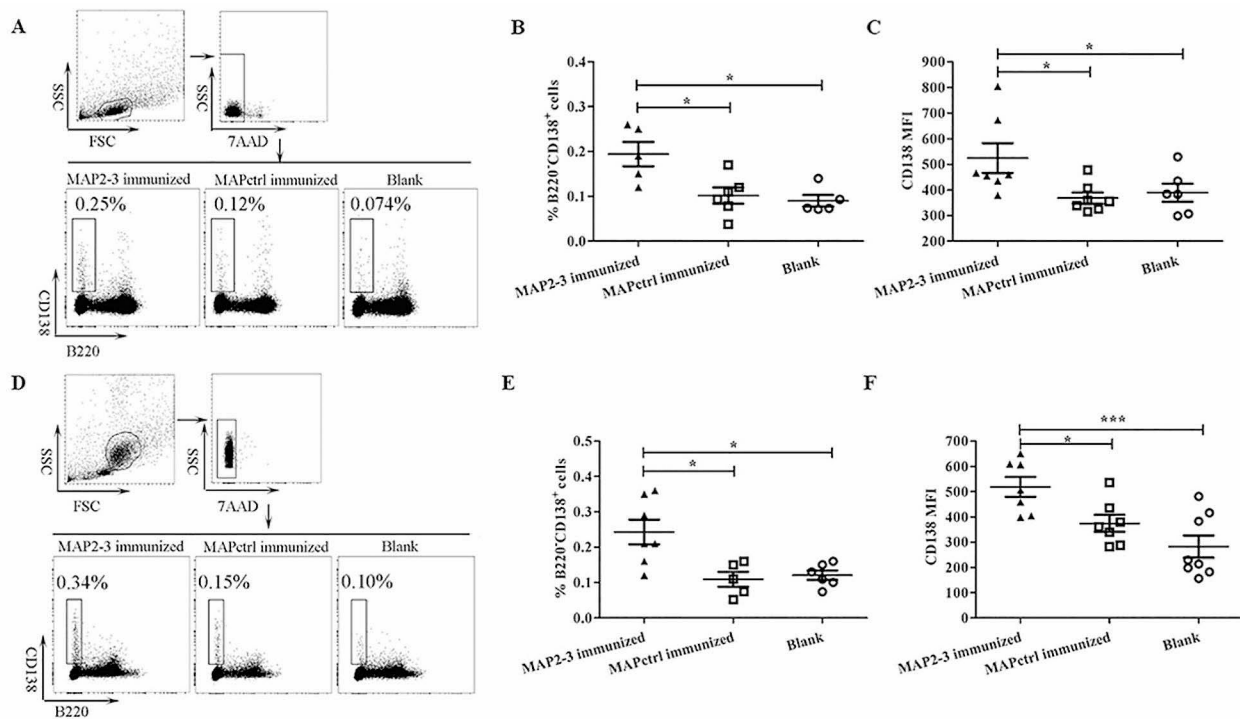 A
SSC
FSC
SSC
7AAD
MAP2-3 immunized
MAPctrl immunized
Blank
0.25%
0.12%
0.074%
CD138
B220
B
*
*
% B220-CD138+ cells
0.4
0.3
0.2
0.1
0.0
MAP2-3 immunized
MAPctrl immunized
Blank
C
*
*
CD138 MFI
900
800
700
600
500
400
300
200
MAP2-3 immunized
MAPctrl immunized
Blank
D
SSC
FSC
SSC
7AAD
MAP2-3 immunized
MAPctrl immunized
Blank
0.34%
0.15%
0.10%
CD138
B220
E
*
*
% B220-CD138+ cells
0.5
0.4
0.3
0.2
0.1
0.0
MAP2-3 immunized
MAPctrl immunized
Blank
F
***
*
CD138 MFI
700
600
500
400
300
200
100
0
MAP2-3 immunized
MAPctrl immunized
Blank